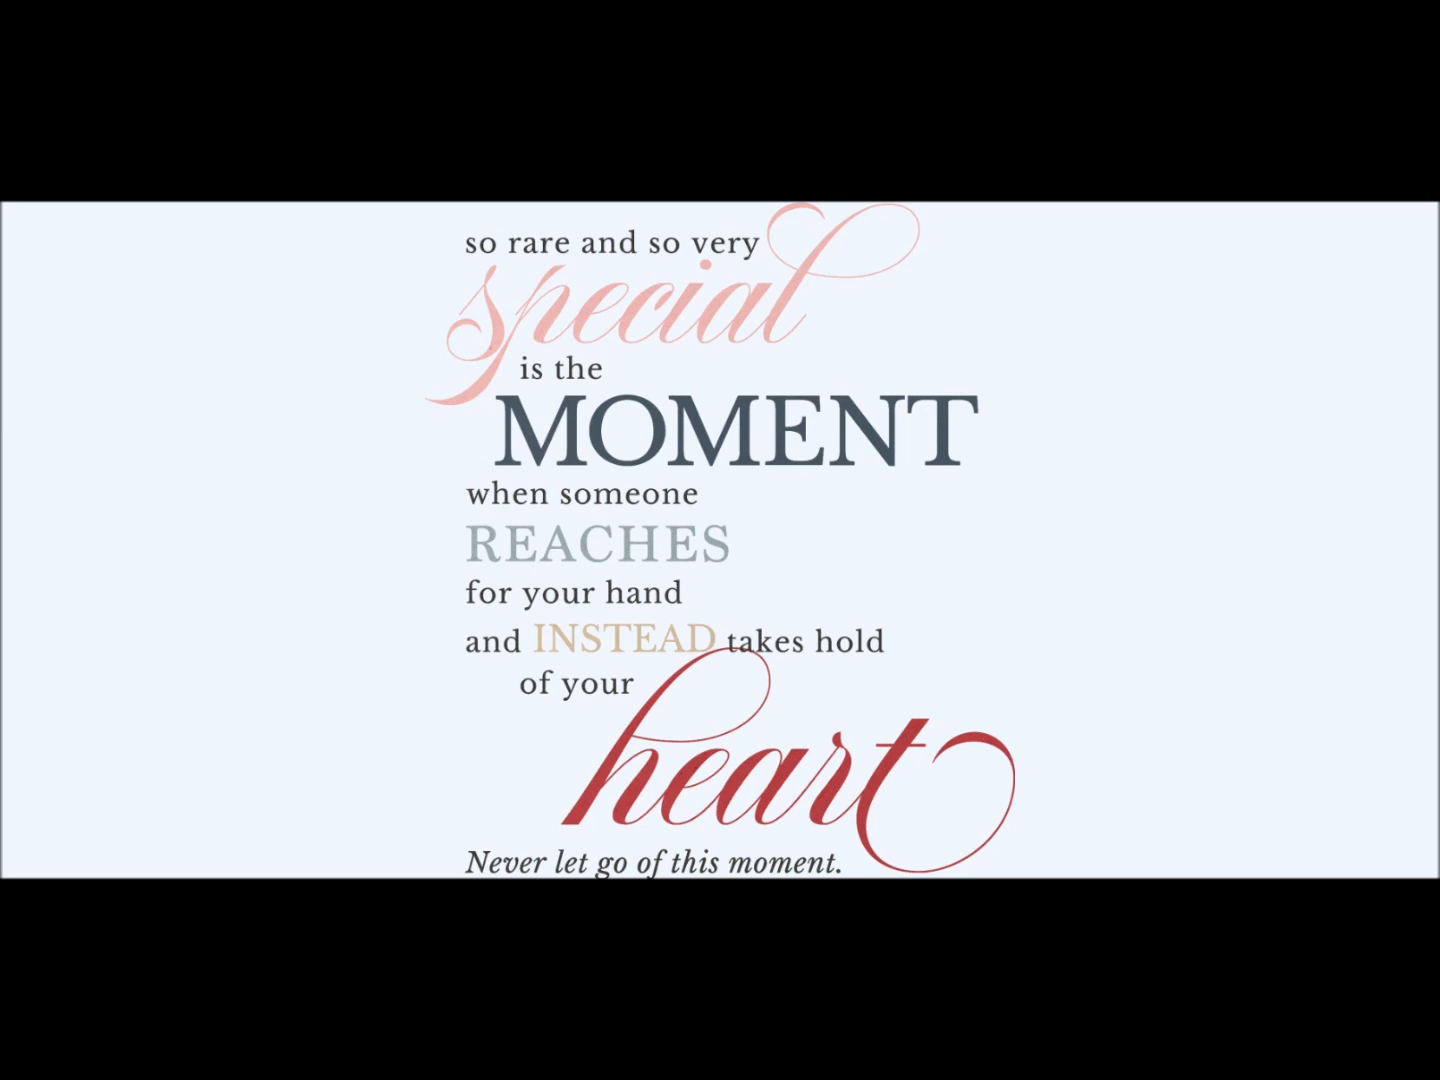 so rare and so very
special
is the
MOMENT
when someone
REACHES
for your hand
and INSTEAD takes hold
of your
heart
Never let go of this moment.